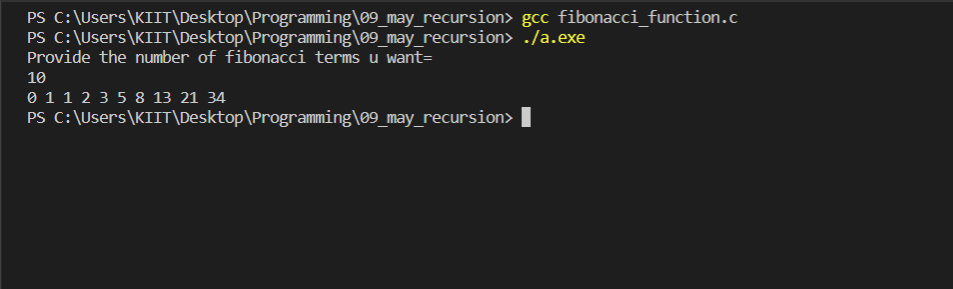 PS C:\Users\KIIT\Desktop\Programming\09_may_recursion> gcc fibonacci_function.c
PS C:\Users\KIIT\Desktop\Programming\09_may_recursion> ./a.exe
Provide the number of fibonacci terms u want=
10
0 1 1 2 3 5 8 13 21 34
PS C:\Users\KIIT\Desktop\Programming\09_may_recursion>